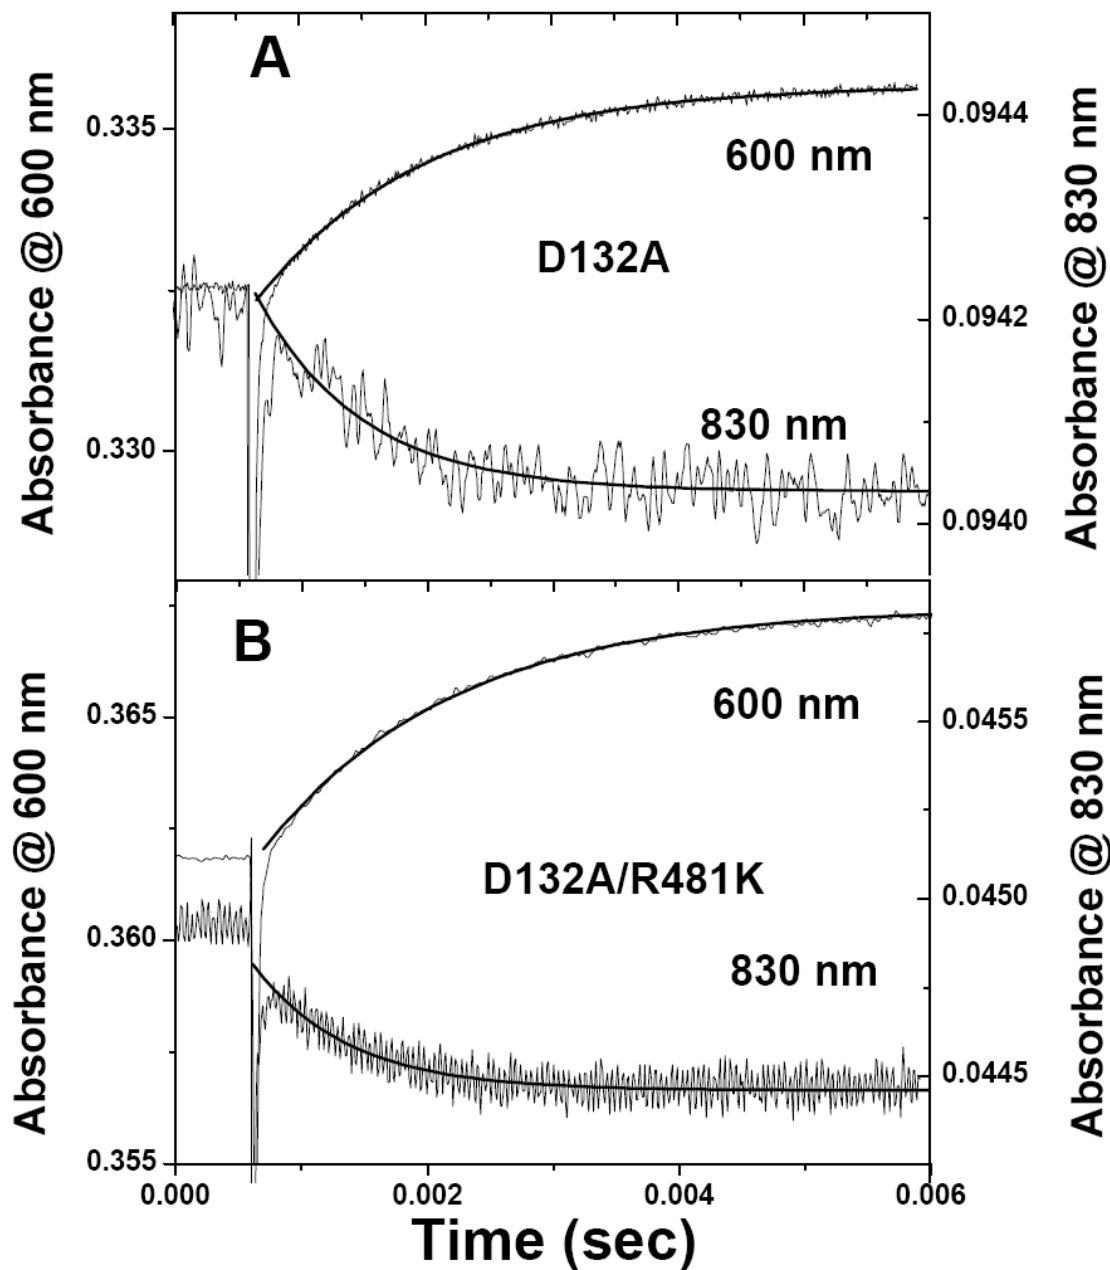 A
Absorbance @ 600 nm
0.335
0.330
600 nm
D132A
830 nm
0.0944
0.0942
0.0940
Absorbance @ 830 nm
B
Absorbance @ 600 nm
0.365
0.360
0.355
600 nm
D132A/R481K
830 nm
0.0455
0.0450
0.0445
Absorbance @ 830 nm
0.000
0.002
0.004
0.006
Time (sec)